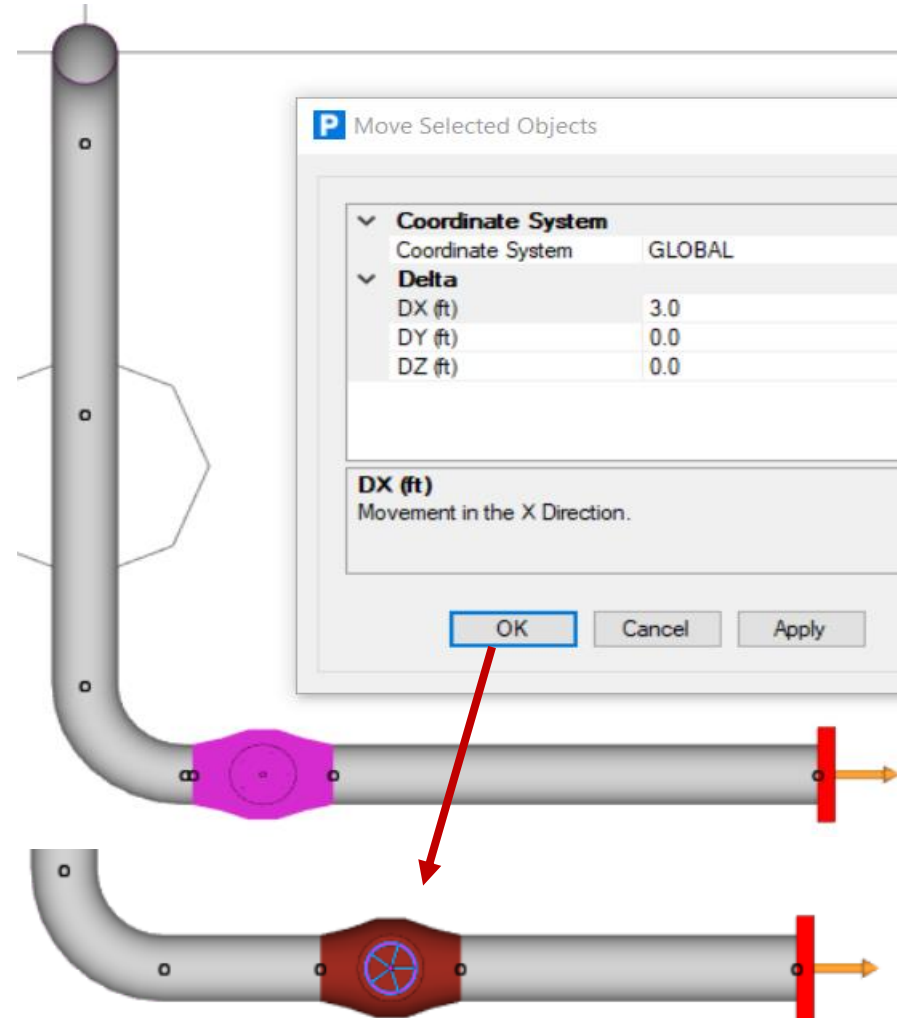 P Move Selected Objects
Coordinate System
Coordinate System GLOBAL
Delta
DX (ft) 3.0
DY (ft) 0.0
DZ (ft) 0.0
DX (ft)
Movement in the X Direction.
OK Cancel Apply